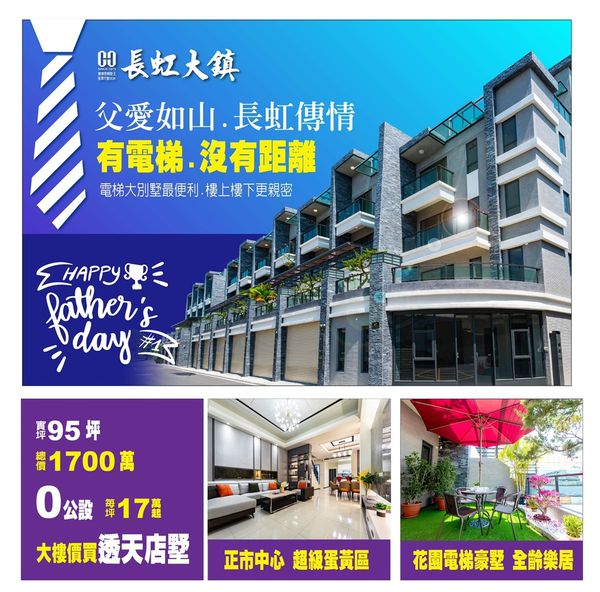 長虹大鎮
父愛如山.長虹傳情
有電梯.沒有距離
電梯大別墅最便利.樓上樓下更親密
HAPPY
father's
day #1
實坪95坪
總價1700萬
0公設 每坪17萬起
大樓價買透天店墅
正市中心 超級蛋黃區
花園電梯豪墅 全齡樂居